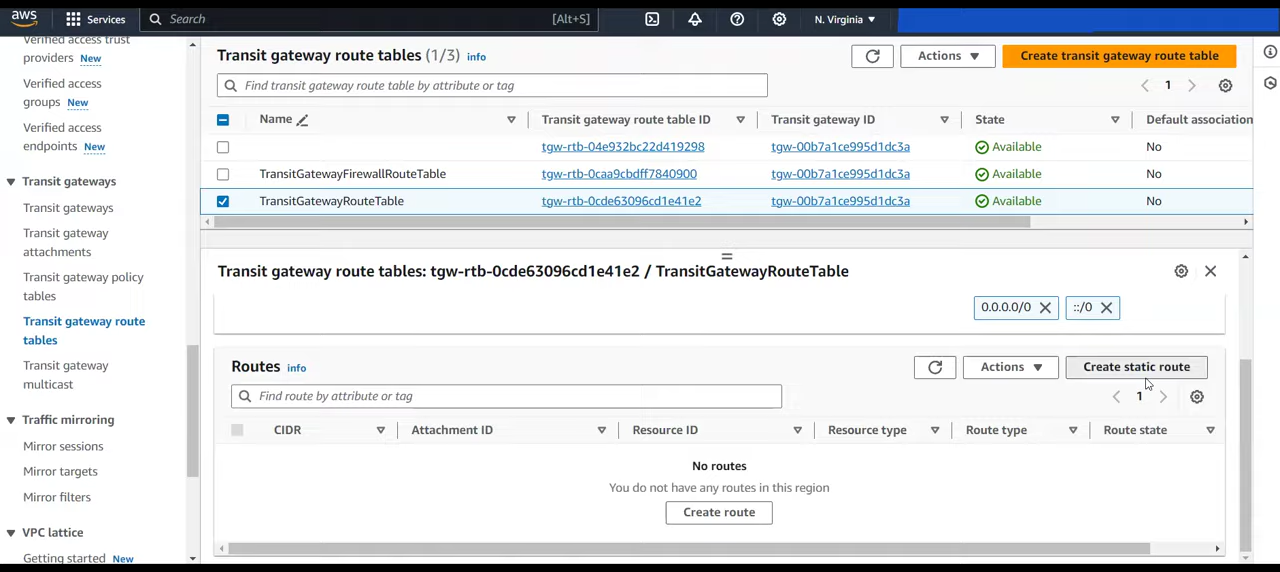 aws Services Search [Alt+S] N. Virginia
Verified access trust
providers New
Verified access
groups New
Verified access
endpoints New
Transit gateways
Transit gateways
Transit gateway
attachments
Transit gateway policy
tables
Transit gateway route
tables
Transit gateway
multicast
Traffic mirroring
Mirror sessions
Mirror targets
Mirror filters
VPC lattice
Getting started New
Transit gateway route tables (1/3) info Actions Create transit gateway route table
Find transit gateway route table by attribute or tag 1
Name Transit gateway route table ID Transit gateway ID State Default association
tgw-rtb-04e932bc22d419298 tgw-00b7a1ce995d1dc3a Available No
TransitGatewayFirewallRouteTable tgw-rtb-0caa9cbdff7840900 tgw-00b7a1ce995d1dc3a Available No
TransitGatewayRouteTable tgw-rtb-0cde63096cd1e41e2 tgw-00b7a1ce995d1dc3a Available No
Transit gateway route tables: tgw-rtb-0cde63096cd1e41e2 / TransitGatewayRouteTable
0.0.0.0/0 ::/0
Routes info Actions Create static route
Find route by attribute or tag 1
CIDR Attachment ID Resource ID Resource type Route type Route state
No routes
You do not have any routes in this region
Create route